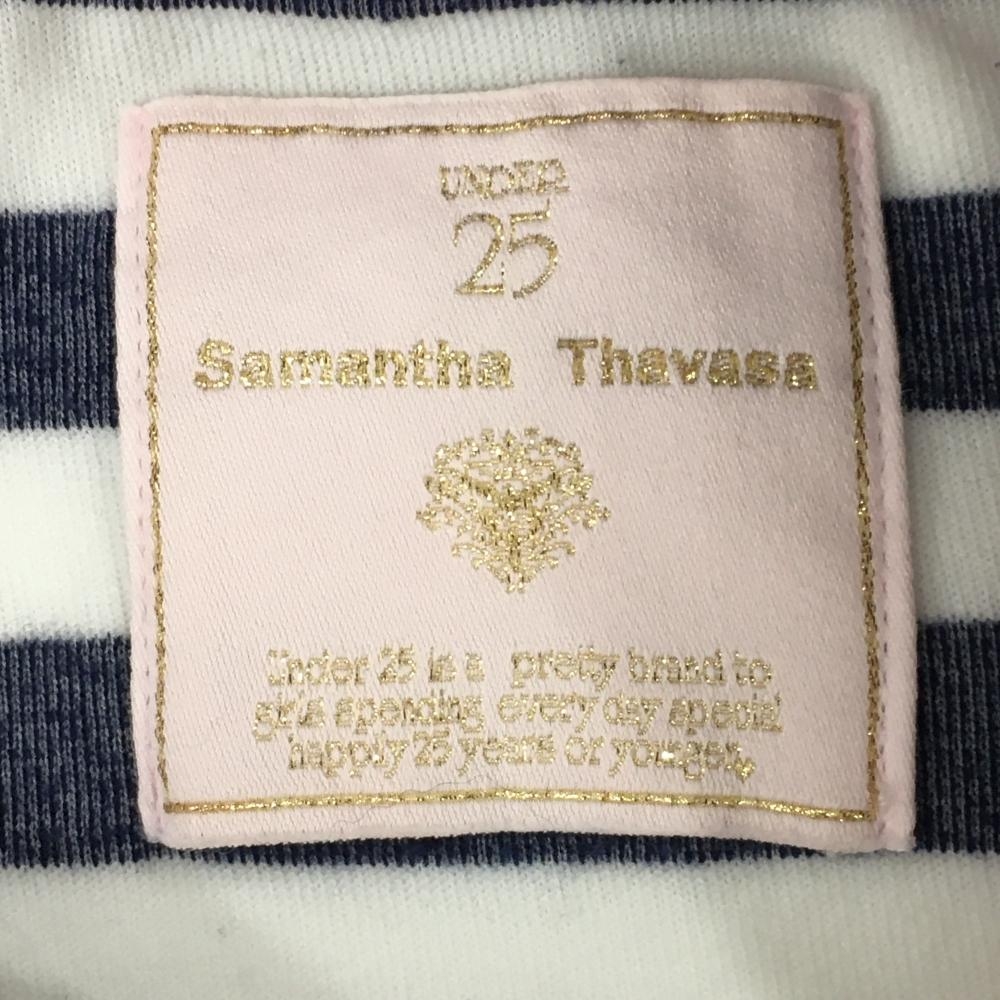 UNDER
25
Samantha Thavasa
Under 25 is a pretty brand to
girls spending every day special
happily 25 years or younger.